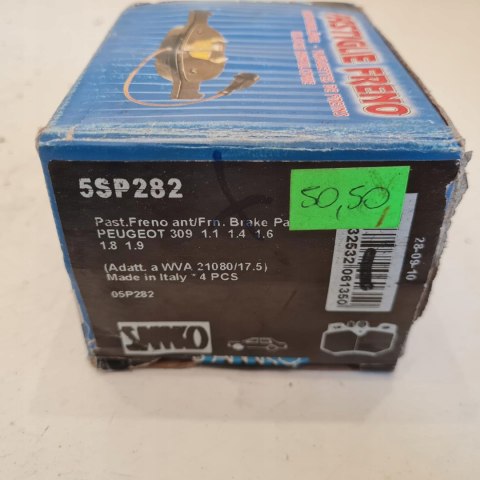 PASTIGLIE FRENO
5SP282
50,50
Past.Freno ant/Frn. Brake Pa
PEUGEOT 309 1.1 1.4 1.6
1.8 1.9
(Adatt. a WVA 21080/17.5)
Made in Italy * 4 PCS
05P282
28-09-10
SAMKO